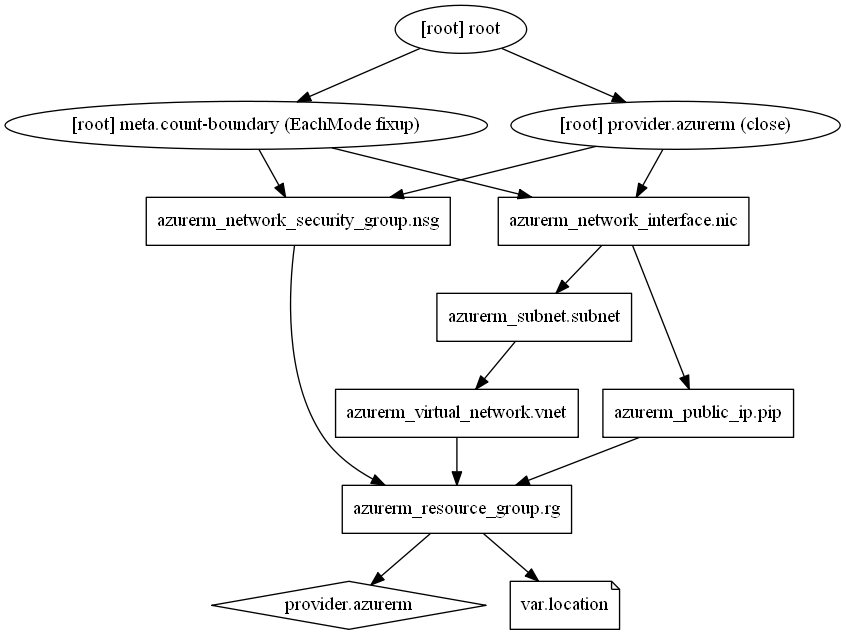 [root] root
[root] meta.count-boundary (EachMode fixup)
[root] provider.azurerm (close)
azurerm_network_security_group.nsg
azurerm_network_interface.nic
azurerm_subnet.subnet
azurerm_virtual_network.vnet
azurerm_public_ip.pip
azurerm_resource_group.rg
provider.azurerm
var.location